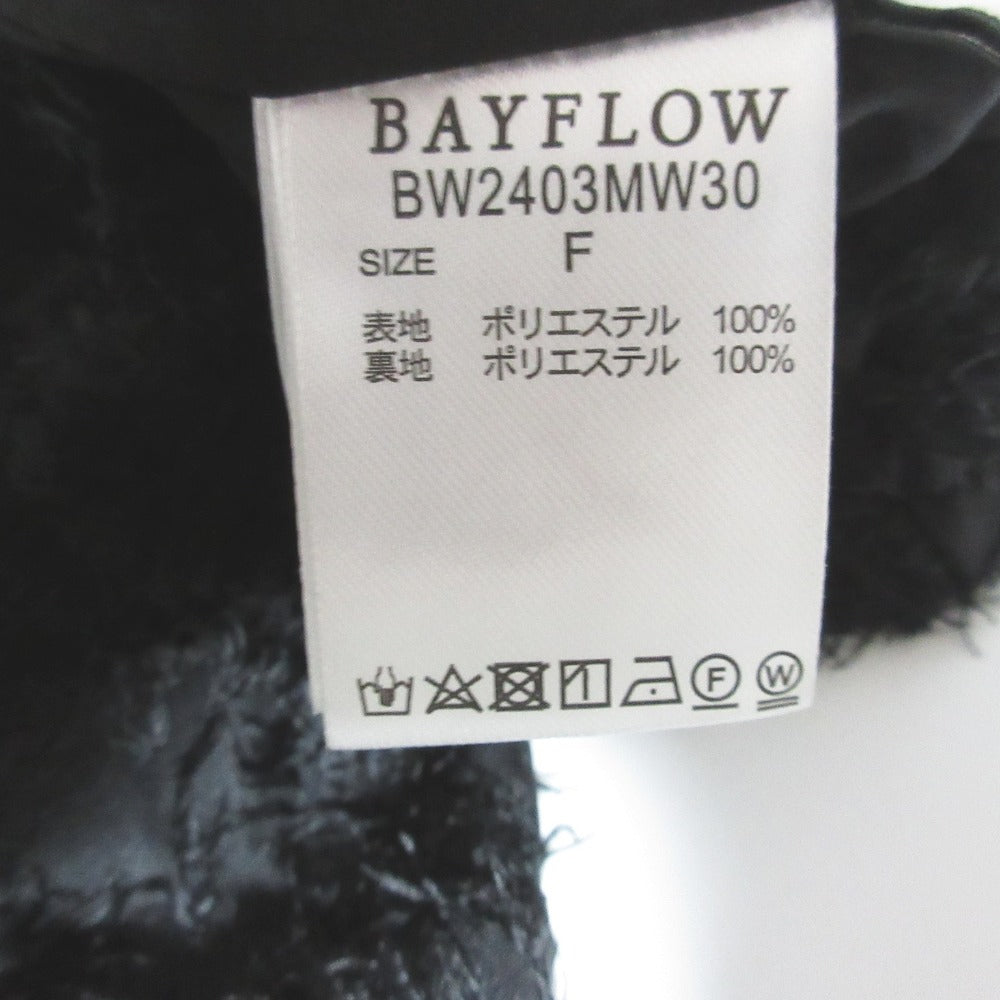 BAYFLOW
BW2403MW30
SIZE F
表地 ポリエステル 100%
裏地 ポリエステル 100%
F W